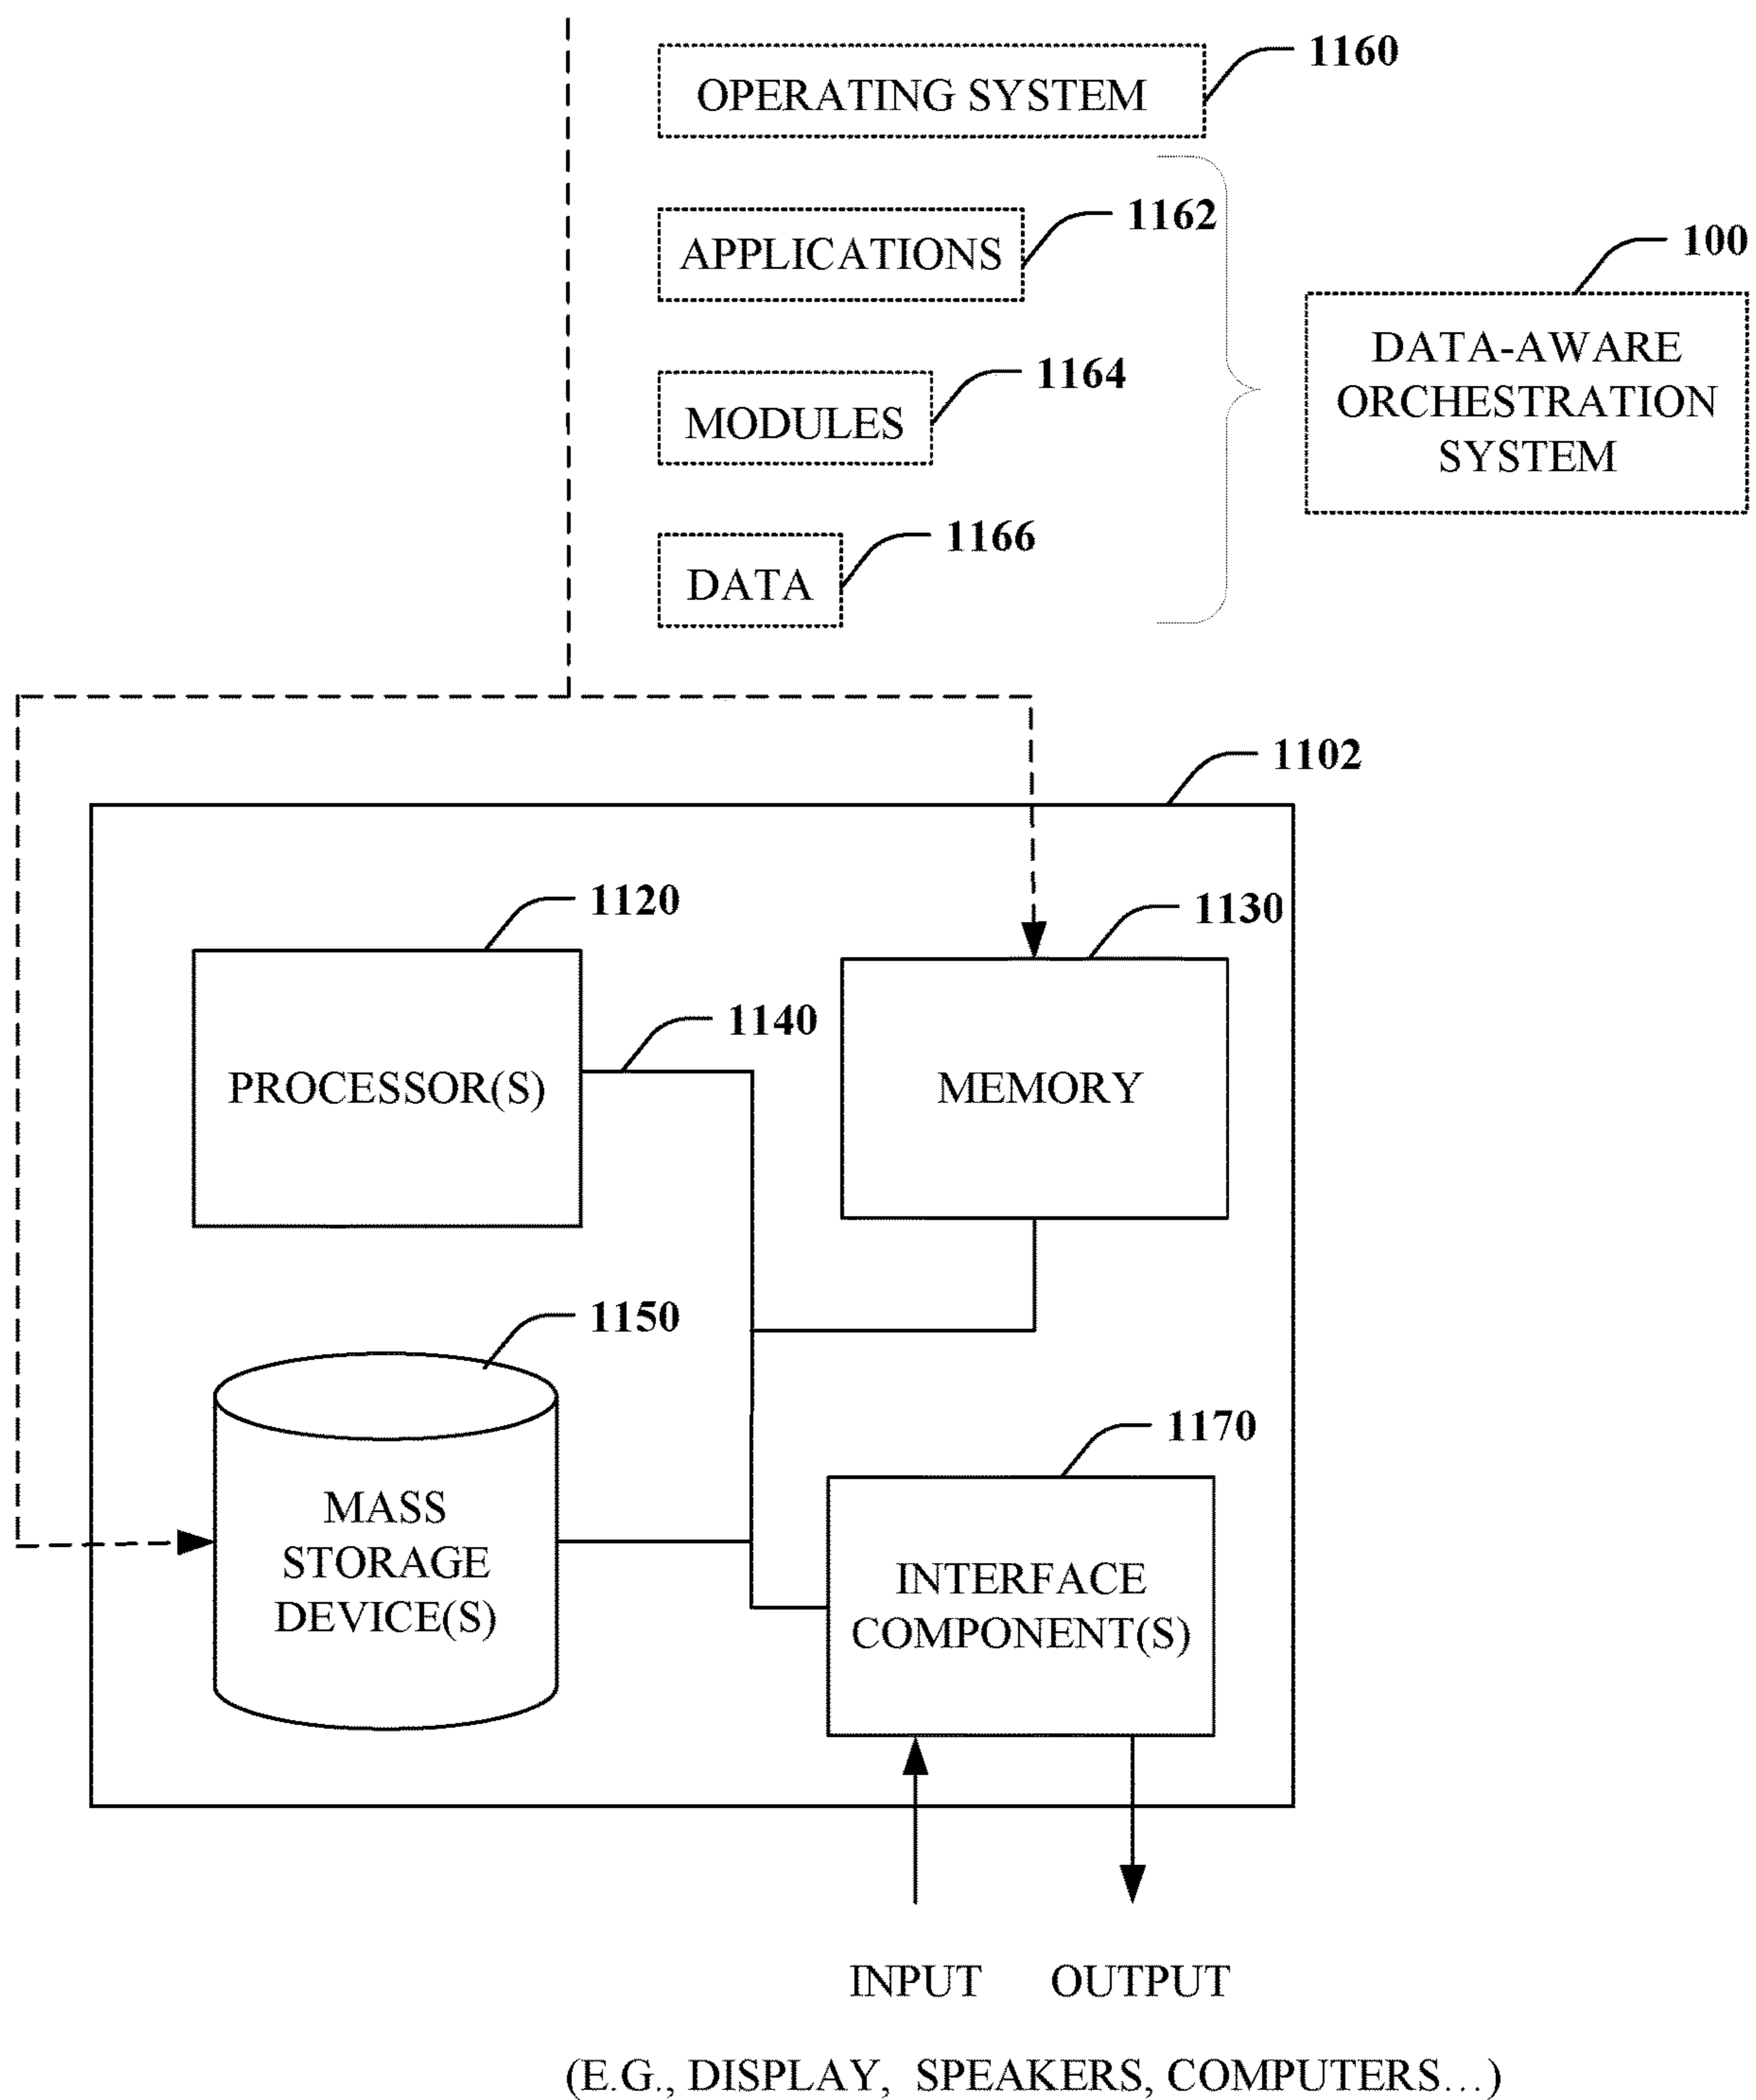 1160
OPERATING SYSTEM
1162
APPLICATIONS
100
DATA-AWARE
ORCHESTRATION
SYSTEM
1164
MODULES
1166
DATA
1102
1120
PROCESSOR(S)
1130
MEMORY
1140
1150
MASS
STORAGE
DEVICE(S)
1170
INTERFACE
COMPONENT(S)
INPUT OUTPUT
(E.G., DISPLAY, SPEAKERS, COMPUTERS…)